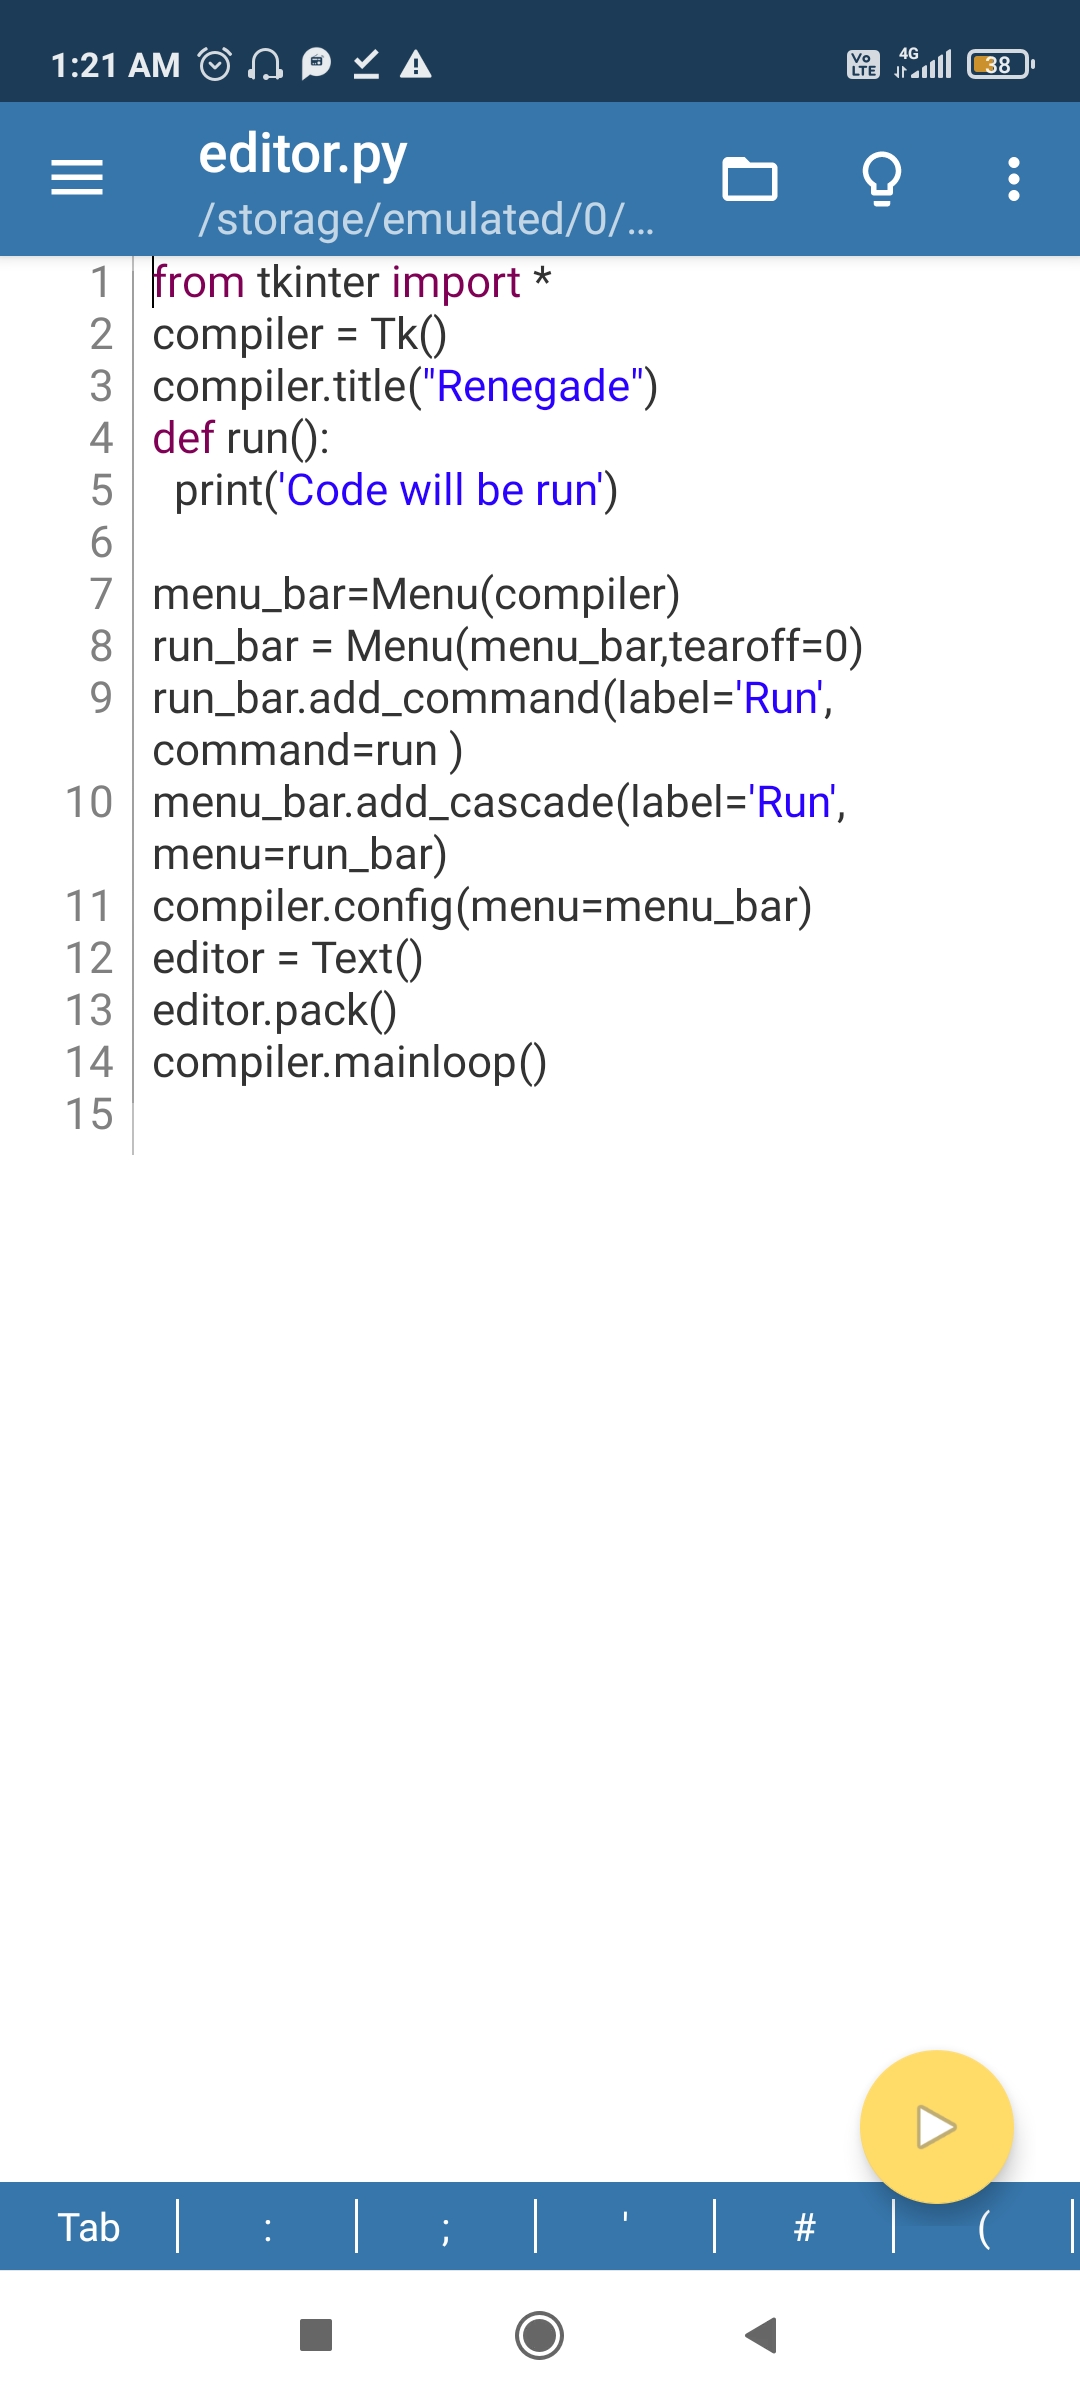 1:21 AM VoLTE 4G 38
editor.py
/storage/emulated/0/...
1 from tkinter import *
2 compiler = Tk()
3 compiler.title("Renegade")
4 def run():
5   print('Code will be run')
6
7 menu_bar=Menu(compiler)
8 run_bar = Menu(menu_bar,tearoff=0)
9 run_bar.add_command(label='Run',
command=run )
10 menu_bar.add_cascade(label='Run',
menu=run_bar)
11 compiler.config(menu=menu_bar)
12 editor = Text()
13 editor.pack()
14 compiler.mainloop()
15
Tab | : | ; | ' | # | ( |